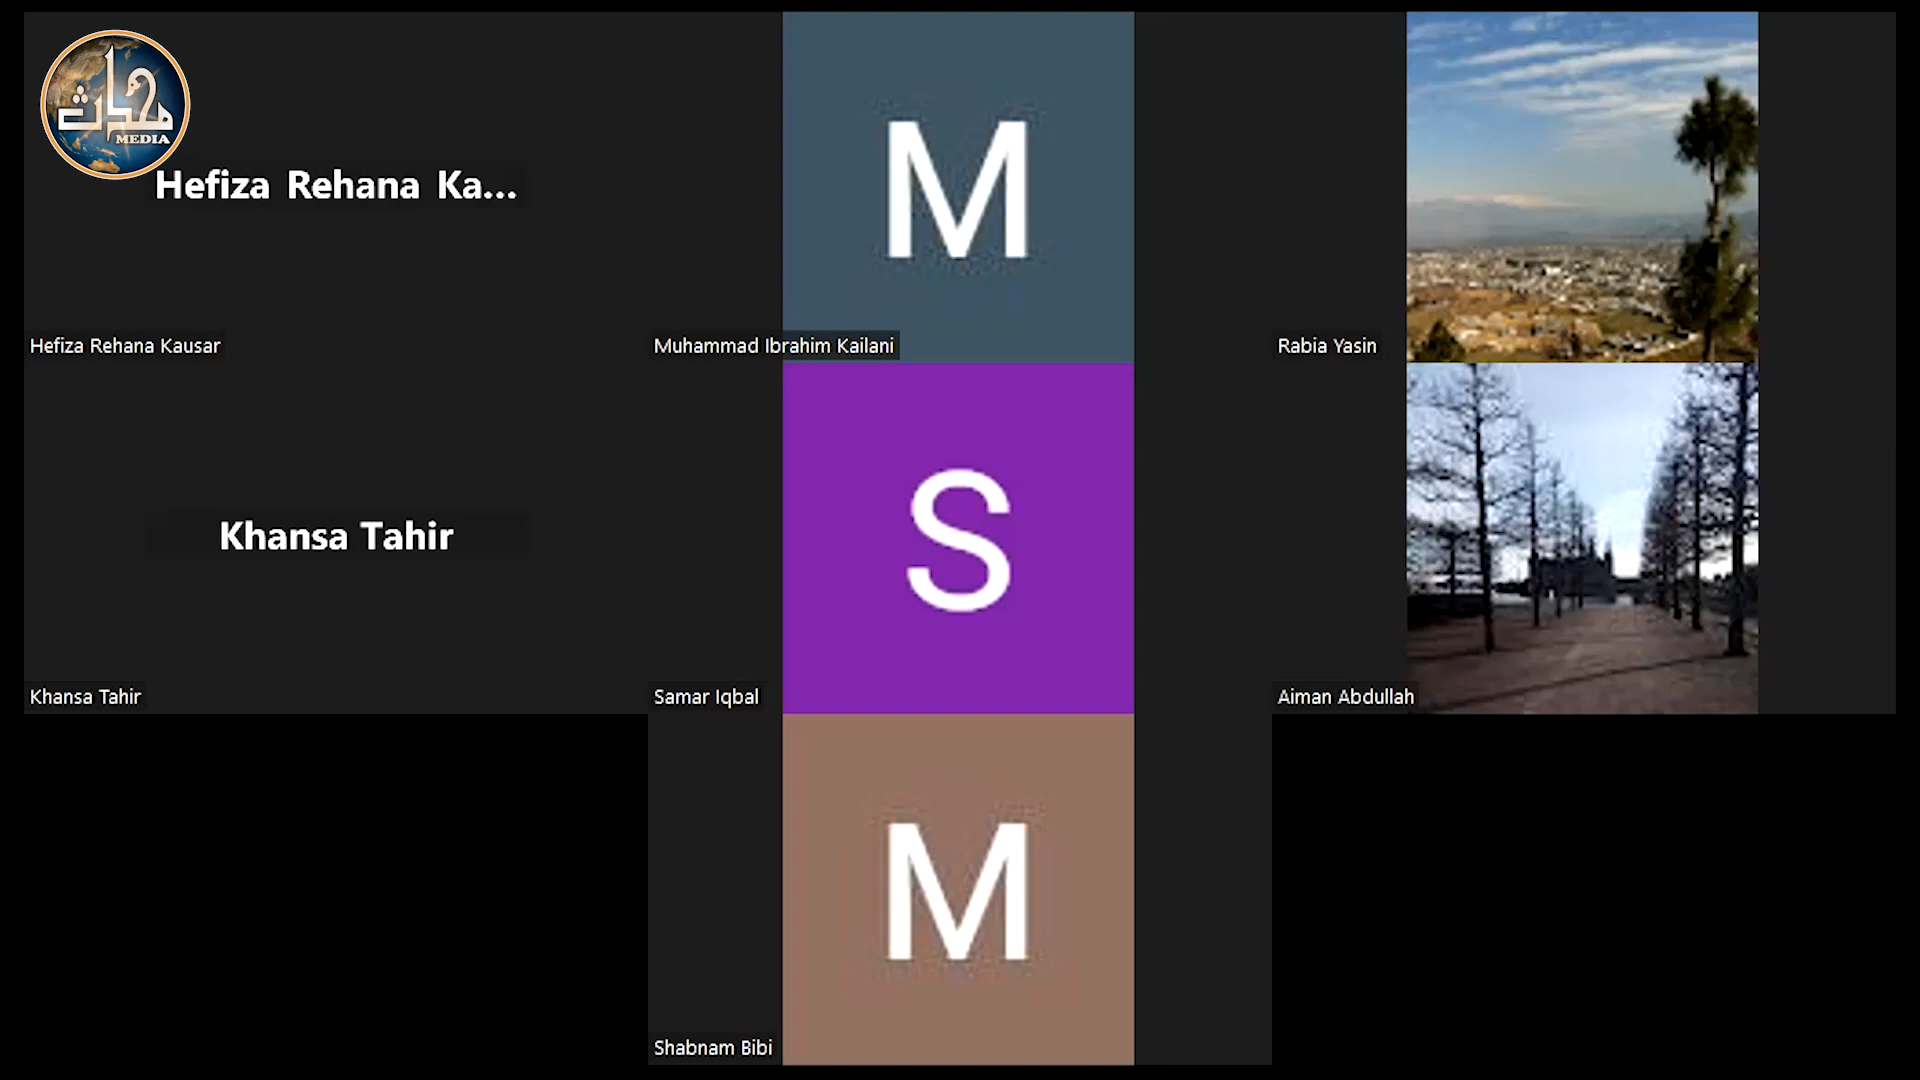 MEDIA
Hefiza Rehana Ka...
Hefiza Rehana Kausar
M
Muhammad Ibrahim Kailani
Rabia Yasin
Khansa Tahir
Khansa Tahir
S
Samar Iqbal
Aiman Abdullah
M
Shabnam Bibi